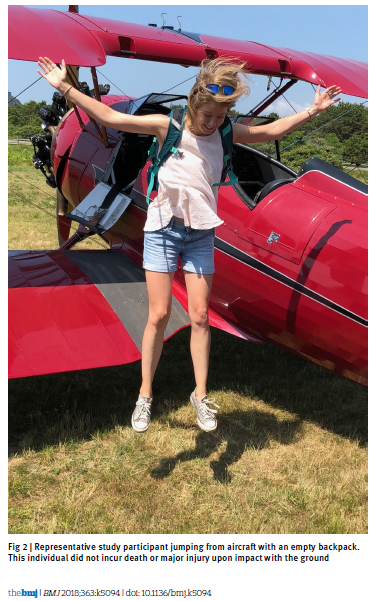 Fig 2 | Representative study participant jumping from aircraft with an empty backpack.
This individual did not incur death or major injury upon impact with the ground
thebmj | BMJ 2018;363:k5094 | doi: 10.1136/bmj.k5094